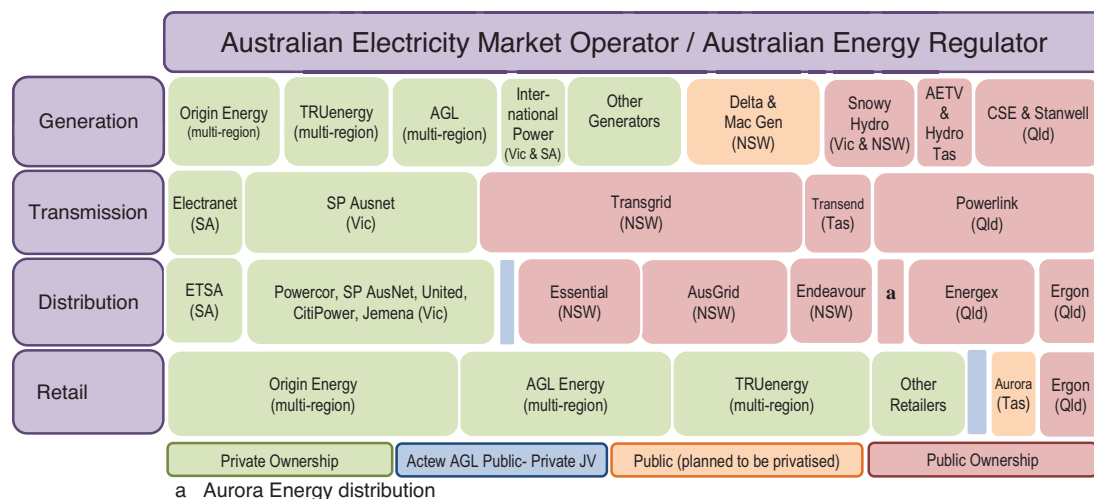 Australian Electricity Market Operator / Australian Energy Regulator
Generation
Origin Energy
(multi-region)
TRUenergy
(multi-region)
AGL
(multi-region)
Inter-
national
Power
(Vic & SA)
Other
Generators
Delta &
Mac Gen
(NSW)
Snowy
Hydro
(Vic & NSW)
AETV
&
Hydro
Tas
CSE & Stanwell
(Qld)
Transmission
Electranet
(SA)
SP Ausnet
(Vic)
Transgrid
(NSW)
Transend
(Tas)
Powerlink
(Qld)
Distribution
ETSA
(SA)
Powercor, SP AusNet, United,
CitiPower, Jemena (Vic)
Essential
(NSW)
AusGrid
(NSW)
Endeavour
(NSW)
a
Energex
(Qld)
Ergon
(Qld)
Retail
Origin Energy
(multi-region)
AGL Energy
(multi-region)
TRUenergy
(multi-region)
Other
Retailers
Aurora
(Tas)
Ergon
(Qld)
Private Ownership
Actew AGL Public- Private JV
Public (planned to be privatised)
Public Ownership
a Aurora Energy distribution